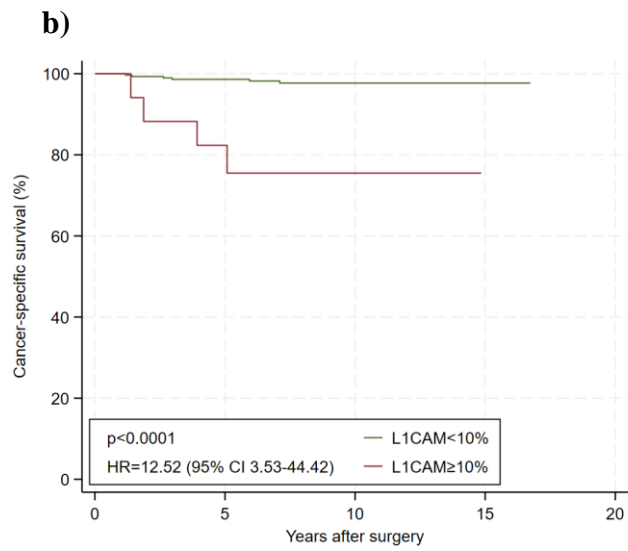 b)
100
80
60
40
20
0
Cancer-specific survival (%)
p<0.0001
L1CAM<10%
HR=12.52 (95% CI 3.53-44.42)
L1CAM≥10%
0 5 10 15 20
Years after surgery